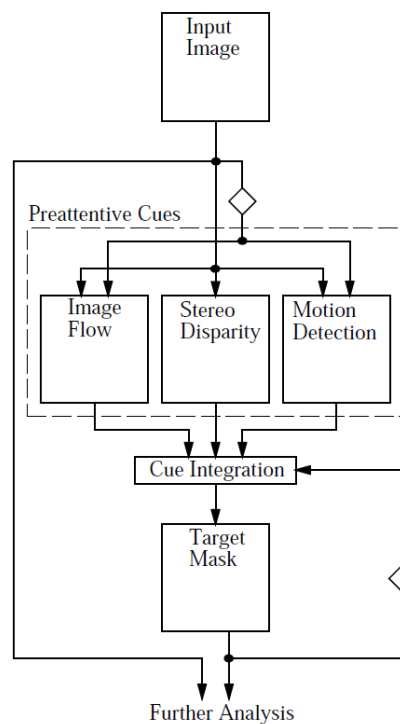 Input
Image
Preattentive Cues
Image
Flow
Stereo
Disparity
Motion
Detection
Cue Integration
Target
Mask
Further Analysis